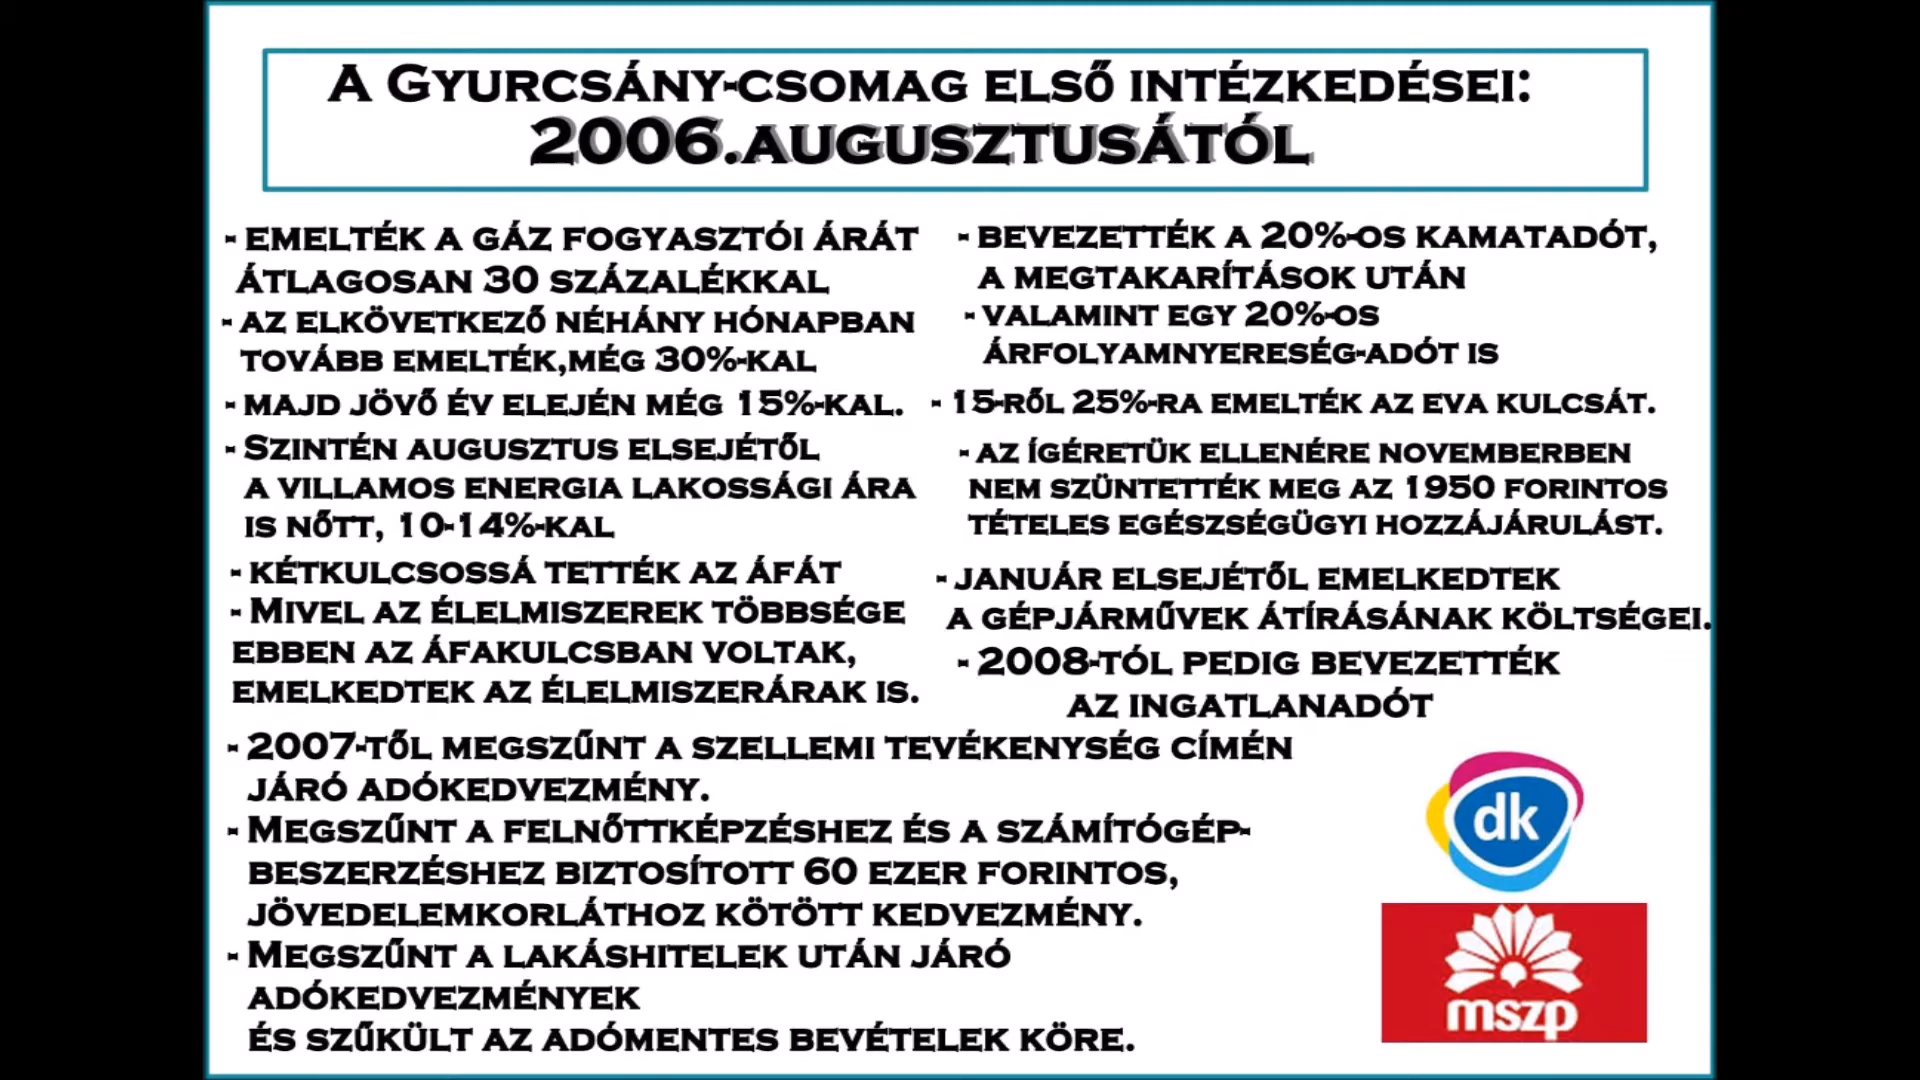 A Gyurcsány-csomag első intézkedései:
2006.augusztusától
- emelték a gáz fogyasztói árát
átlagosan 30 százalékkal
- az elkövetkező néhány hónapban
tovább emelték,még 30%-kal
- majd jövő év elején még 15%-kal.
- Szintén augusztus elsejétől
a villamos energia lakossági ára
is nőtt, 10-14%-kal
- kétkulcsossá tették az áfát
- Mivel az élelmiszerek többsége
ebben az áfakulcsban voltak,
emelkedtek az élelmiszerárak is.
- bevezették a 20%-os kamatadót,
a megtakarítások után
- valamint egy 20%-os
árfolyamnyereség-adót is
- 15-ről 25%-ra emelték az eva kulcsát.
- az ígéretük ellenére novemberben
nem szüntették meg az 1950 forintos
tételes egészségügyi hozzájárulást.
- január elsejétől emelkedtek
a gépjárművek átírásának költségei.
- 2008-tól pedig bevezették
az ingatlanadót
- 2007-től megszűnt a szellemi tevékenység címén
járó adókedvezmény.
- Megszűnt a felnőttképzéshez és a számítógép-
beszerzéshez biztosított 60 ezer forintos,
jövedelemkorláthoz kötött kedvezmény.
- Megszűnt a lakáshitelek után járó
adókedvezmények
és szűkült az adómentes bevételek köre.
dk
mszp